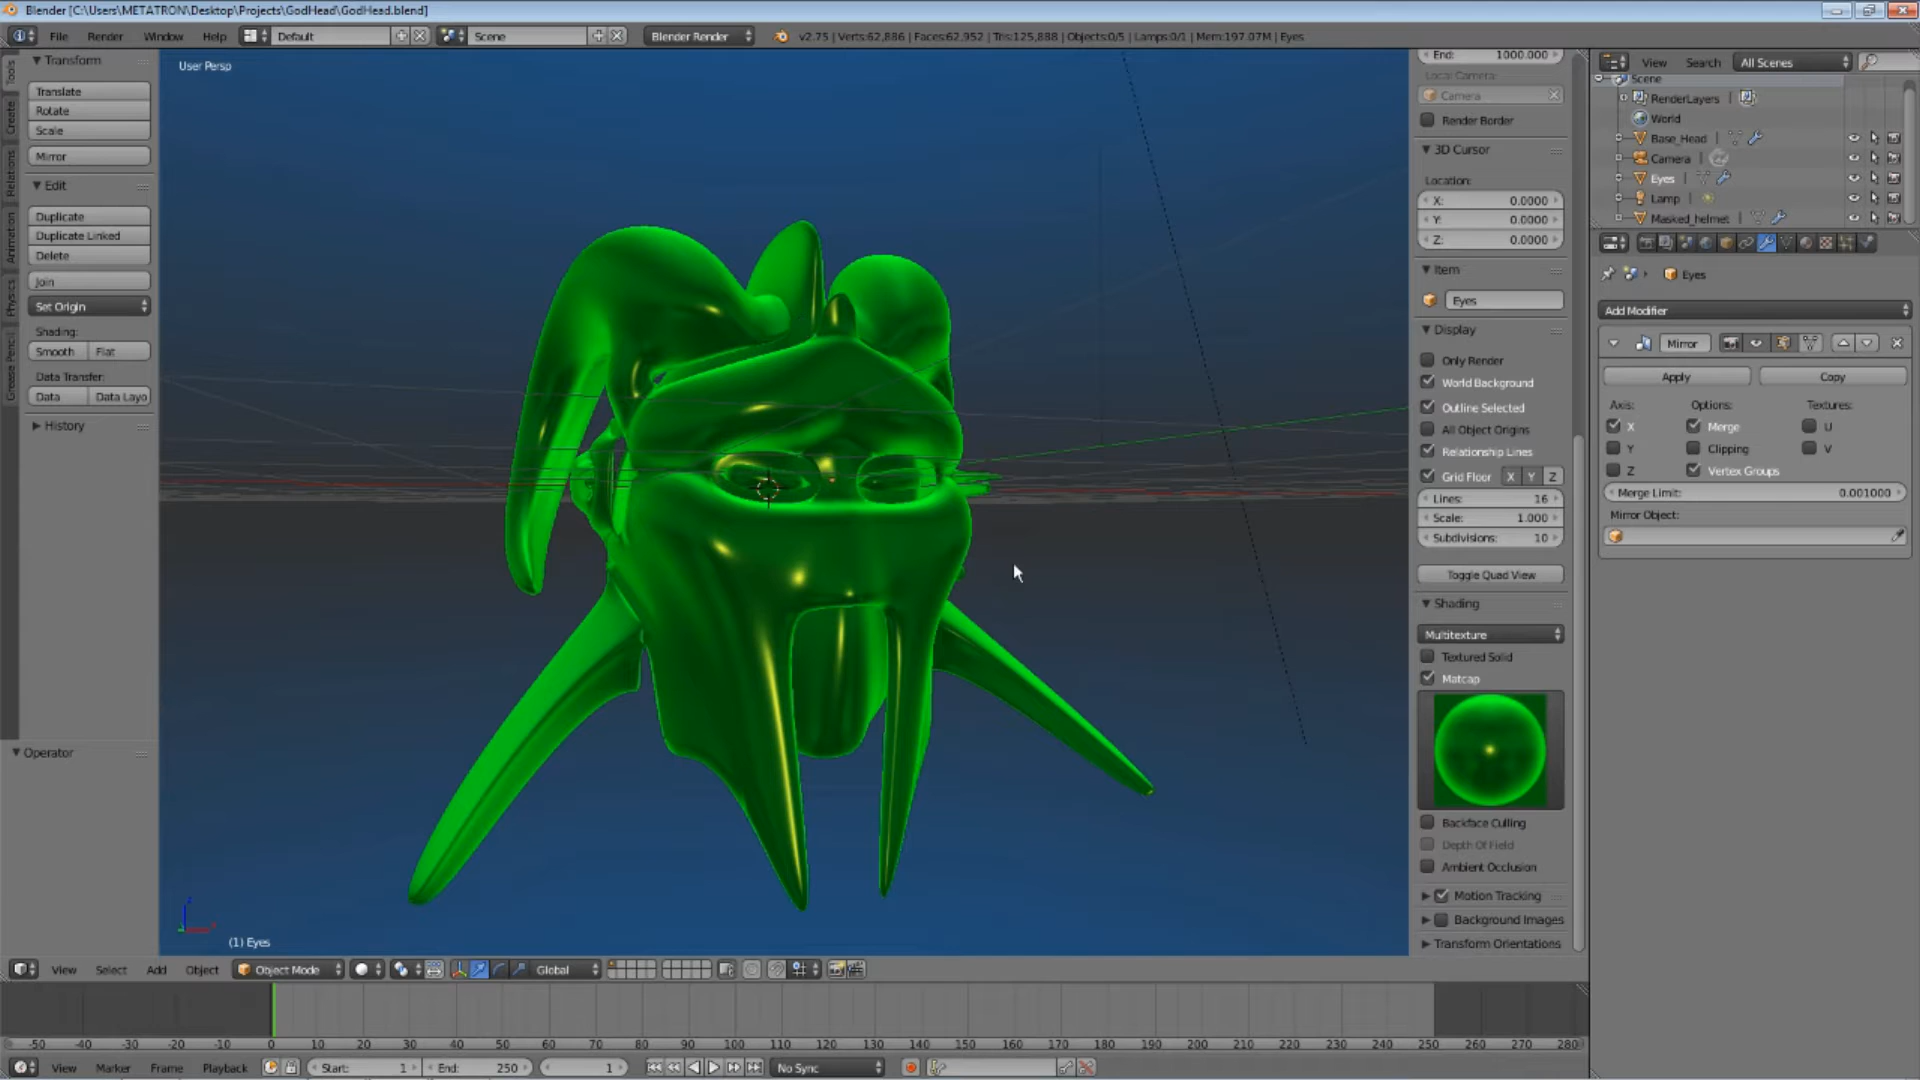 Blender [C:\Users\METATRON\Desktop\Projects\GodHead\GodHead.blend]
File Render Window Help Default Scene Blender Render v2.75 | Verts:62,886 | Faces:62,952 | Tris:125,888 | Objects:0/5 | Lamps:0/1 | Mem:197.07M | Eyes
Tools
Create
Relations
Animation
Physics
Grease Pencil
Transform
Translate
Rotate
Scale
Mirror
Edit
Duplicate
Duplicate Linked
Delete
Join
Set Origin
Shading:
Smooth Flat
Data Transfer:
Data Data Layo
History
Operator
User Persp
(1) Eyes
End: 1000.000
Local Camera:
Camera
Render Border
3D Cursor
Location:
X: 0.0000
Y: 0.0000
Z: 0.0000
Item
Eyes
Display
Only Render
World Background
Outline Selected
All Object Origins
Relationship Lines
Grid Floor X Y Z
Lines: 16
Scale: 1.000
Subdivisions: 10
Toggle Quad View
Shading
Multitexture
Textured Solid
Matcap
Backface Culling
Depth Of Field
Ambient Occlusion
Motion Tracking
Background Images
Transform Orientations
View Search All Scenes
Scene
RenderLayers
World
Base_Head
Camera
Eyes
Lamp
Masked_helmet
Eyes
Add Modifier
Mirror
Apply Copy
Axis: Options: Textures:
X Merge U
Y Clipping V
Z Vertex Groups
Merge Limit: 0.001000
Mirror Object:
View Select Add Object Object Mode Global
-50 -40 -30 -20 -10 0 10 20 30 40 50 60 70 80 90 100 110 120 130 140 150 160 170 180 190 200 210 220 230 240 250 260 270 280
View Marker Frame Playback Start: 1 End: 250 1 No Sync